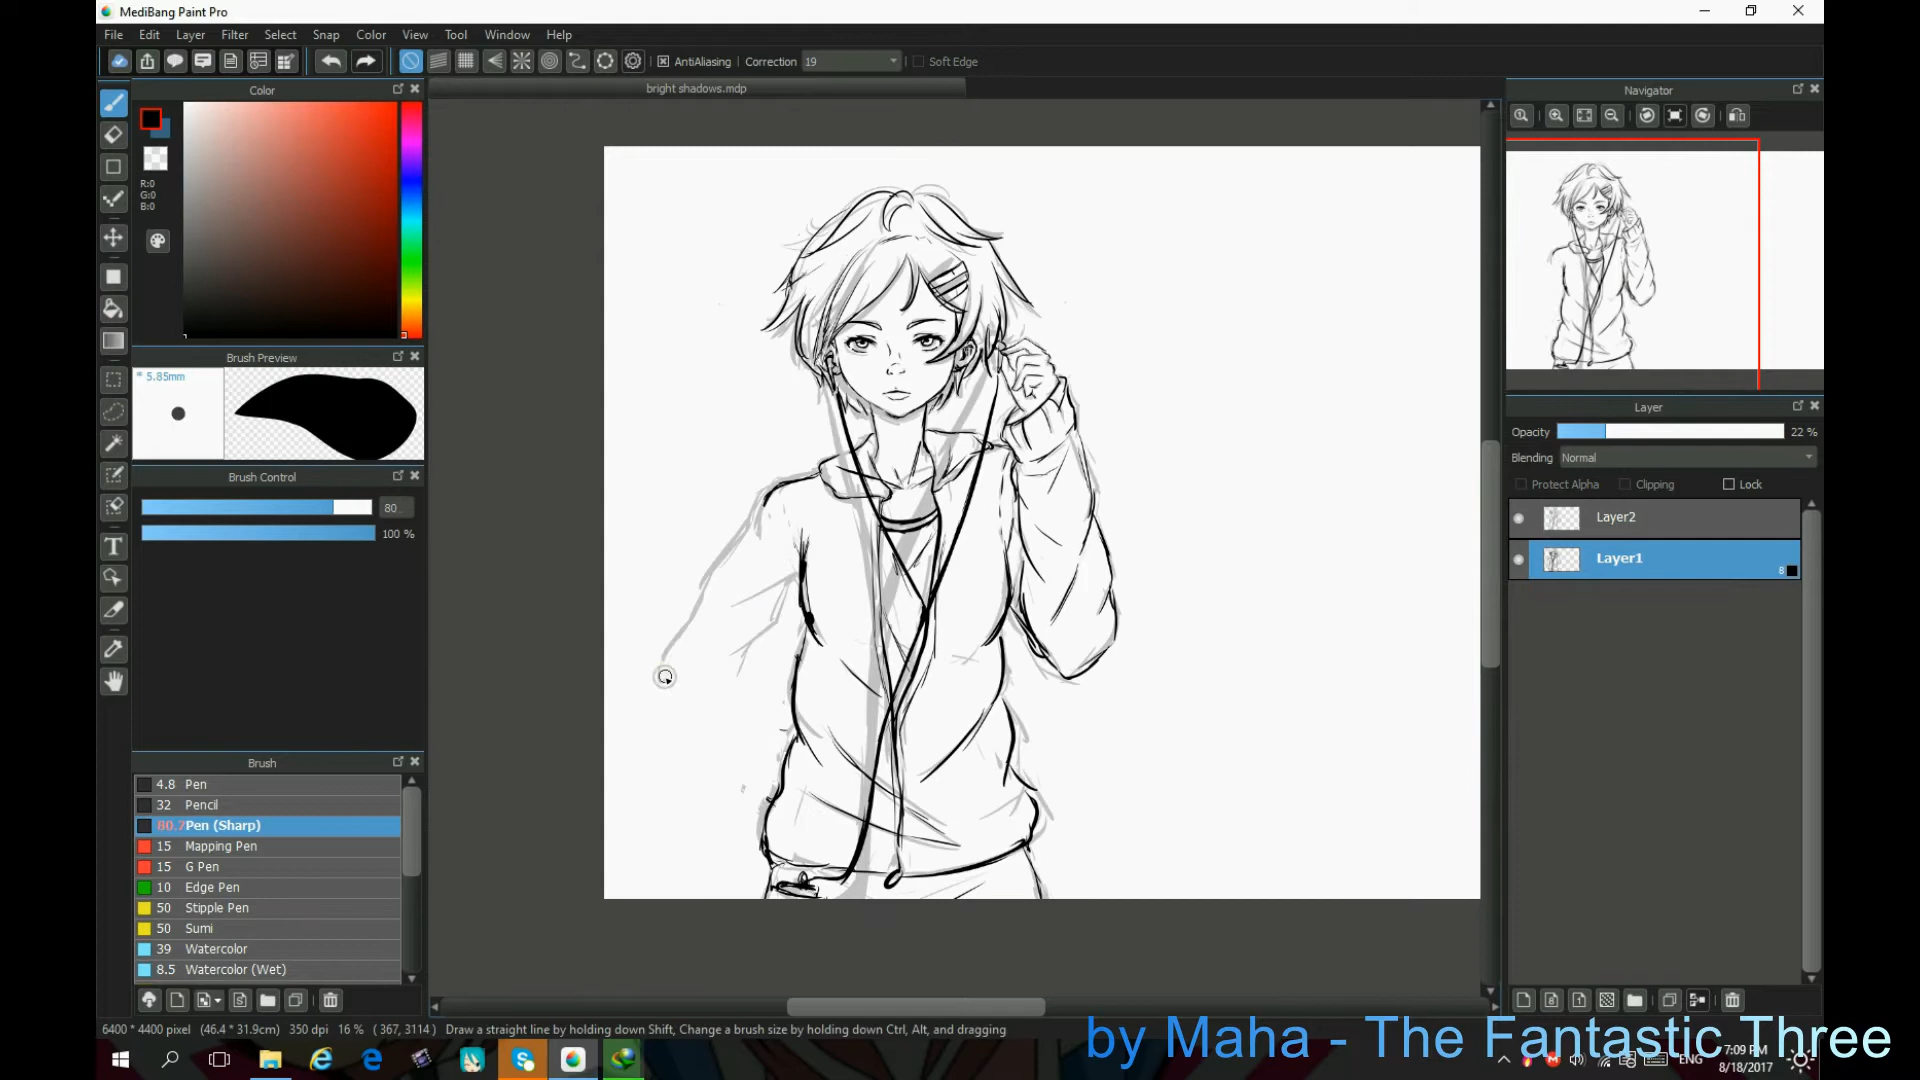 MediBang Paint Pro
File Edit Layer Filter Select Snap Color View Tool Window Help
AntiAliasing Correction 19 Soft Edge
Color
bright shadows.mdp
Navigator
R:0
G:0
B:0
Brush Preview
* 5.85mm
Layer
Opacity 22 %
Blending Normal
Protect Alpha Clipping Lock
Brush Control
80
100 %
Layer2
Layer1
8
Brush
4.8 Pen
32 Pencil
80.7 Pen (Sharp)
15 Mapping Pen
15 G Pen
10 Edge Pen
50 Stipple Pen
50 Sumi
39 Watercolor
8.5 Watercolor (Wet)
6400 * 4400 pixel (46.4 * 31.9cm) 350 dpi 16 % ( 367, 3114 ) Draw a straight line by holding down Shift, Change a brush size by holding down Ctrl, Alt, and dragging
by Maha - The Fantastic Three
ENG
7:09 PM
8/18/2017